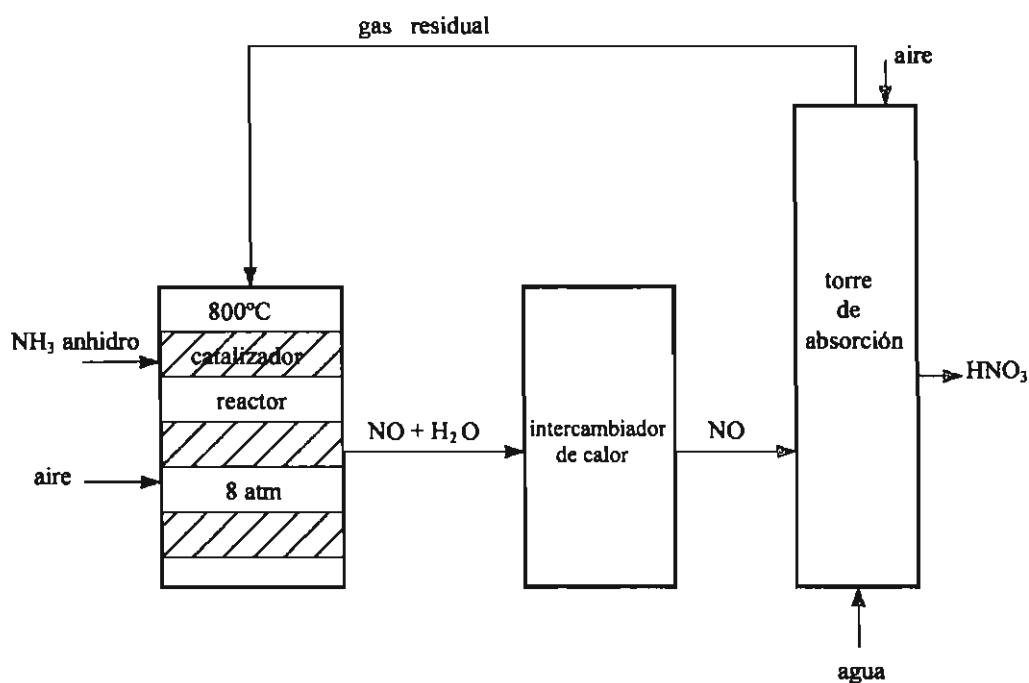 gas residual
aire
800°C
NH₃ anhidro
catalizador
reactor
aire
8 atm
NO + H₂O
intercambiador
de calor
NO
torre
de
absorción
HNO₃
agua